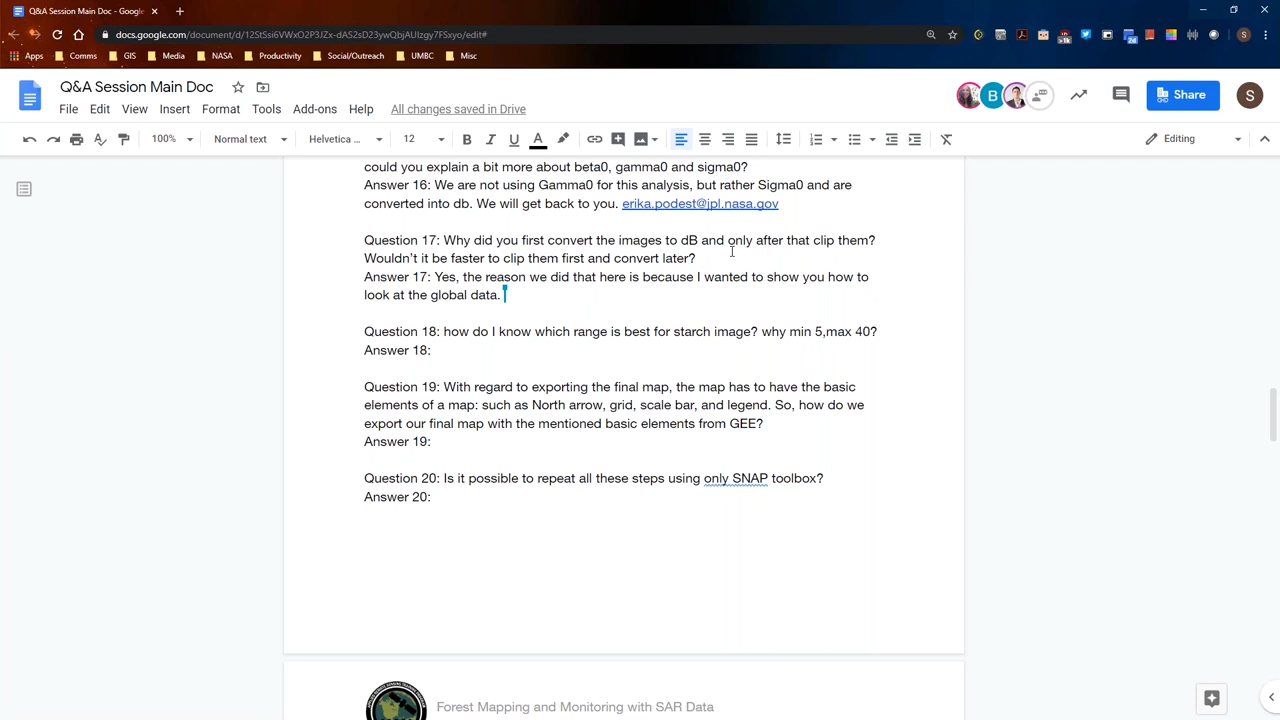 Q&A Session Main Doc - Google
docs.google.com/document/d/12StSsi6VWxO2P3JZx-dAS2sD23ywQbjAUIzgy7FSxyo/edit#
Apps Comms GIS Media NASA Productivity Social/Outreach UMBC Misc
Q&A Session Main Doc
File Edit View Insert Format Tools Add-ons Help All changes saved in Drive
B
Share
S
100% Normal text Helvetica ... 12 B I U A Editing
could you explain a bit more about beta0, gamma0 and sigma0?
Answer 16: We are not using Gamma0 for this analysis, but rather Sigma0 and are
converted into db. We will get back to you. erika.podest@jpl.nasa.gov
Question 17: Why did you first convert the images to dB and only after that clip them?
Wouldn't it be faster to clip them first and convert later?
Answer 17: Yes, the reason we did that here is because I wanted to show you how to
look at the global data.
Question 18: how do I know which range is best for starch image? why min 5,max 40?
Answer 18:
Question 19: With regard to exporting the final map, the map has to have the basic
elements of a map: such as North arrow, grid, scale bar, and legend. So, how do we
export our final map with the mentioned basic elements from GEE?
Answer 19:
Question 20: Is it possible to repeat all these steps using only SNAP toolbox?
Answer 20:
Forest Mapping and Monitoring with SAR Data